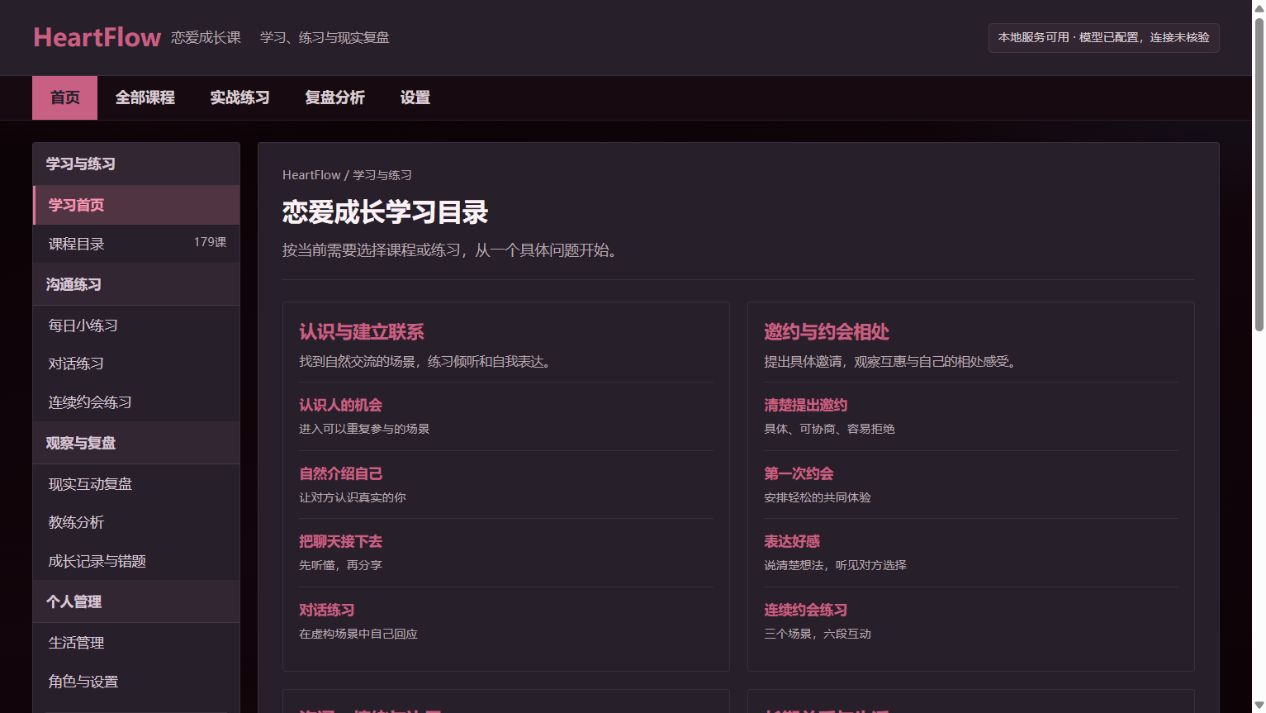 HeartFlow 恋爱成长课 学习、练习与现实复盘
本地服务可用 · 模型已配置，连接未核验
首页 全部课程 实战练习 复盘分析 设置
学习与练习
学习首页
课程目录 179课
沟通练习
每日小练习
对话练习
连续约会练习
观察与复盘
现实互动复盘
教练分析
成长记录与错题
个人管理
生活管理
角色与设置
HeartFlow / 学习与练习
恋爱成长学习目录
按当前需要选择课程或练习，从一个具体问题开始。
认识与建立联系
找到自然交流的场景，练习倾听和自我表达。
认识人的机会
进入可以重复参与的场景
自然介绍自己
让对方认识真实的你
把聊天接下去
先听懂，再分享
对话练习
在虚构场景中自己回应
邀约与约会相处
提出具体邀请，观察互惠与自己的相处感受。
清楚提出邀约
具体、可协商、容易拒绝
第一次约会
安排轻松的共同体验
表达好感
说清楚想法，听见对方选择
连续约会练习
三个场景，六段互动